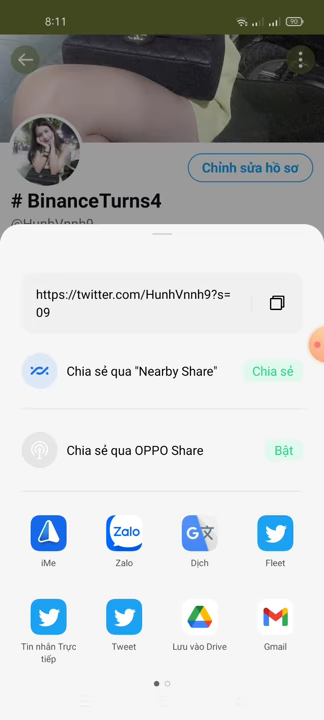 8:11
90
Chỉnh sửa hồ sơ
# BinanceTurns4
@HunhVnnh9
https://twitter.com/HunhVnnh9?s=
09
Chia sẻ qua "Nearby Share"
Chia sẻ
Chia sẻ qua OPPO Share
Bật
Zalo
G
iMe
Zalo
Dịch
Fleet
Tin nhắn Trực
tiếp
Tweet
Lưu vào Drive
Gmail